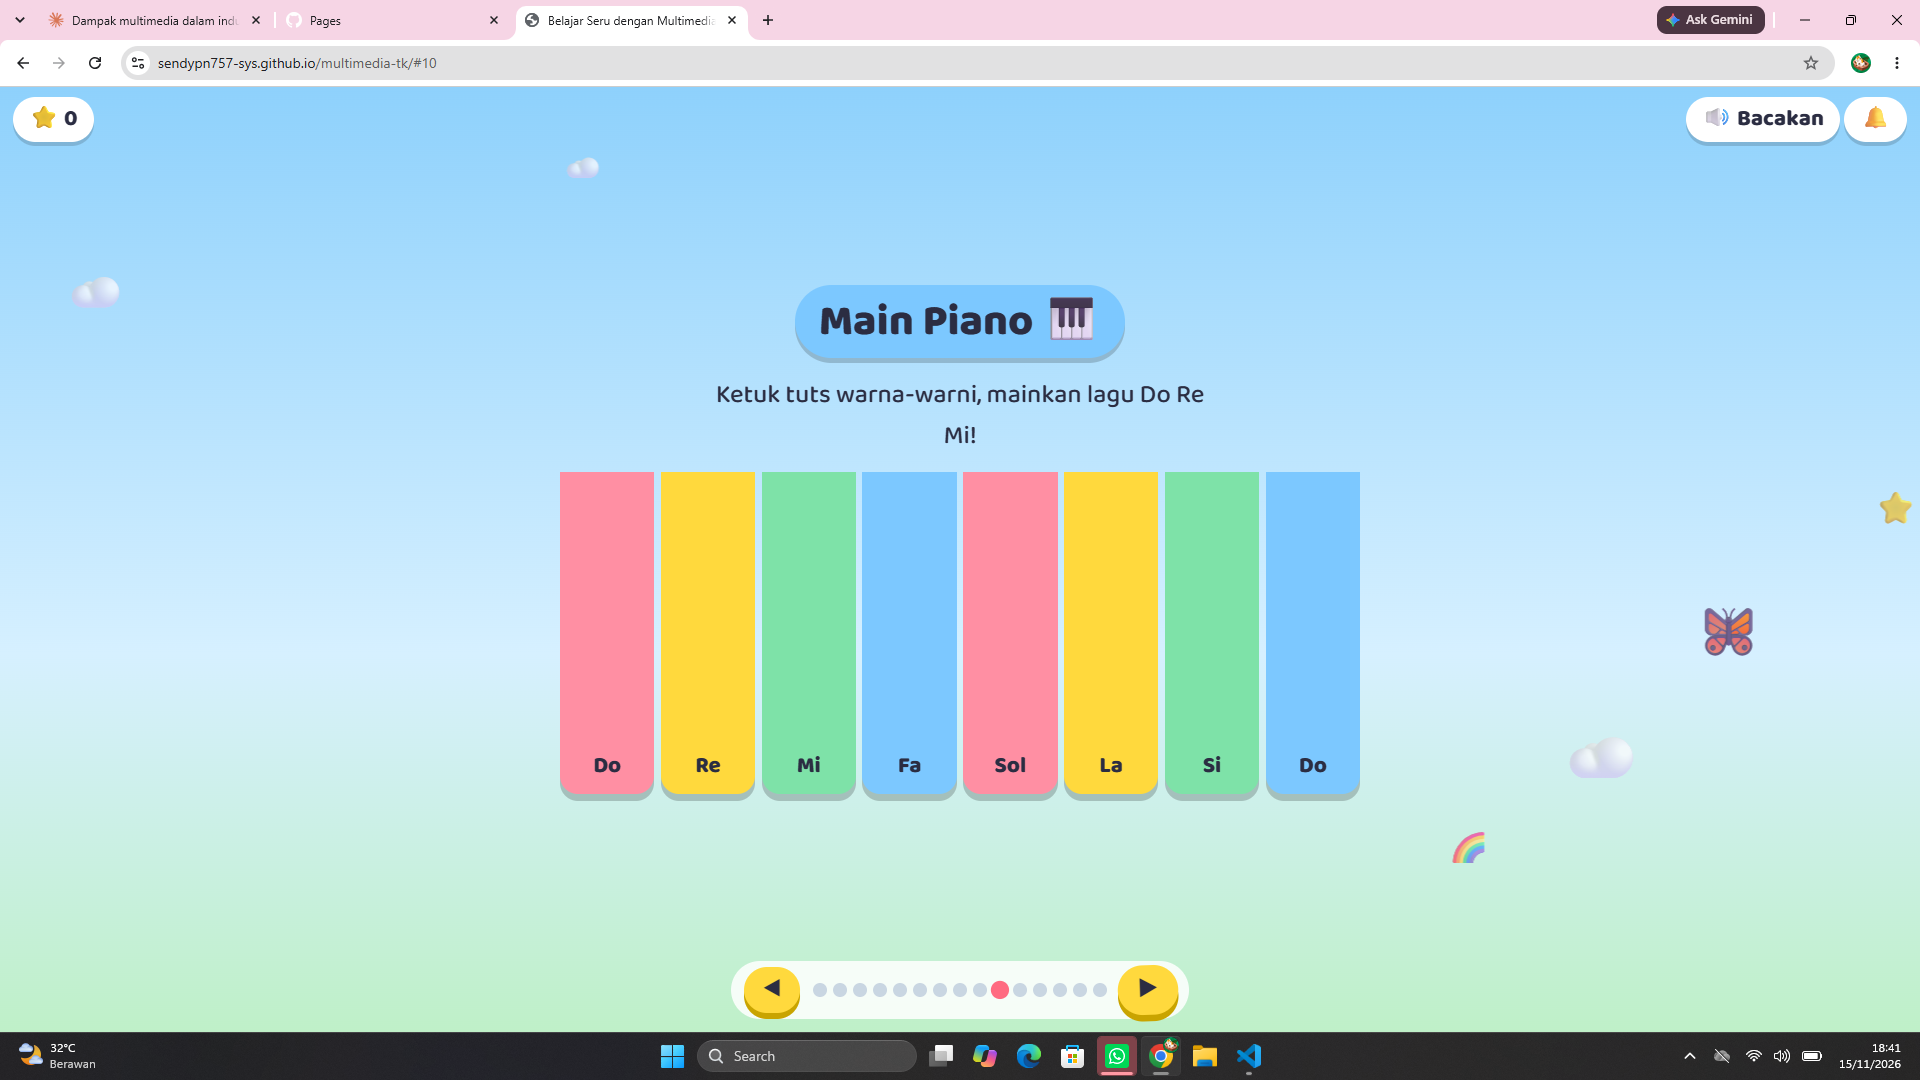 Dampak multimedia dalam indu
Pages
Belajar Seru dengan Multimedia
Ask Gemini
sendypn757-sys.github.io/multimedia-tk/#10
0
Bacakan
Main Piano
Ketuk tuts warna-warni, mainkan lagu Do Re
Mi!
Do
Re
Mi
Fa
Sol
La
Si
Do
32°C
Berawan
Search
18:41
15/11/2026